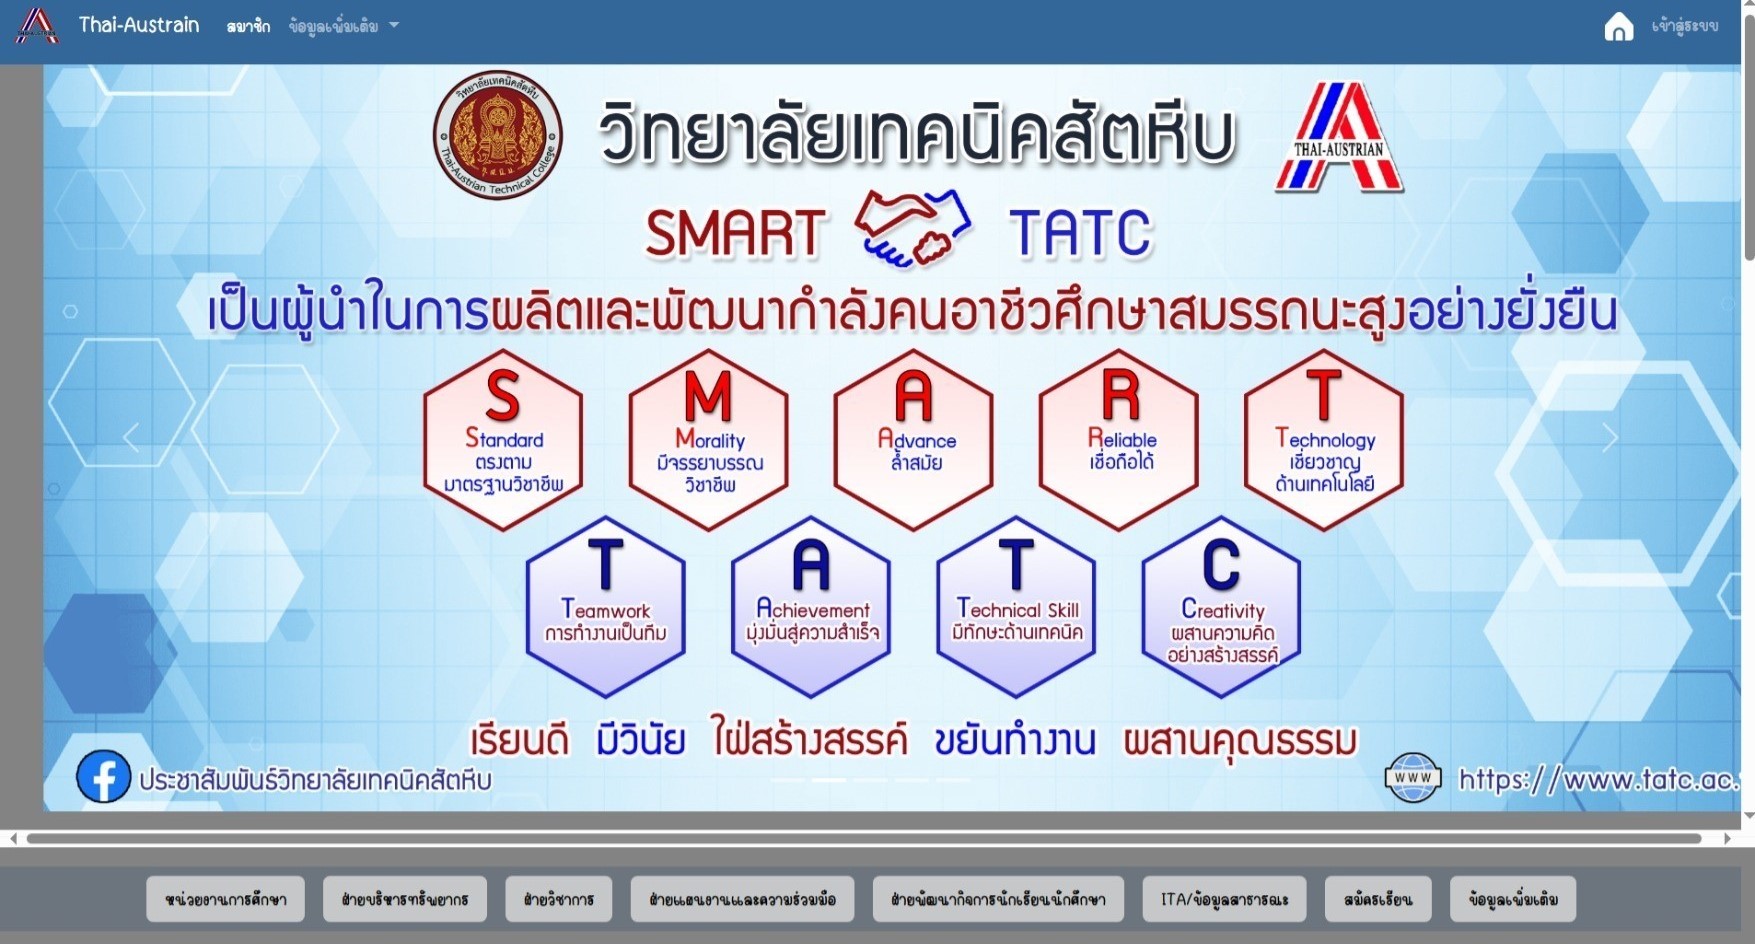 Thai-Austrain สมาชิก ข้อมูลเพิ่มเติม เข้าสู่ระบบ
วิทยาลัยเทคนิคสัตหีบ
Thai-Austrian Technical College
วิทยาลัยเทคนิคสัตหีบ
THAI-AUSTRIAN
SMART TATC
เป็นผู้นำในการผลิตและพัฒนากำลังคนอาชีวศึกษาสมรรถนะสูงอย่างยั่งยืน
S
Standard
ตรงตาม
มาตรฐานวิชาชีพ
M
Morality
มีจรรยาบรรณ
วิชาชีพ
A
Advance
ล้ำสมัย
R
Reliable
เชื่อถือได้
T
Technology
เชี่ยวชาญ
ด้านเทคโนโลยี
T
Teamwork
การทำงานเป็นทีม
A
Achievement
มุ่งมั่นสู่ความสำเร็จ
T
Technical Skill
มีทักษะด้านเทคนิค
C
Creativity
ผสานความคิด
อย่างสร้างสรรค์
เรียนดี มีวินัย ใฝ่สร้างสรรค์ ขยันทำงาน ผสานคุณธรรม
ประชาสัมพันธ์วิทยาลัยเทคนิคสัตหีบ
WWW https://www.tatc.ac.
หน่วยงานการศึกษา ฝ่ายบริหารทรัพยากร ฝ่ายวิชาการ ฝ่ายแผนงานและความร่วมมือ ฝ่ายพัฒนากิจการนักเรียนนักศึกษา ITA/ข้อมูลสาธารณะ สมัครเรียน ข้อมูลเพิ่มเติม